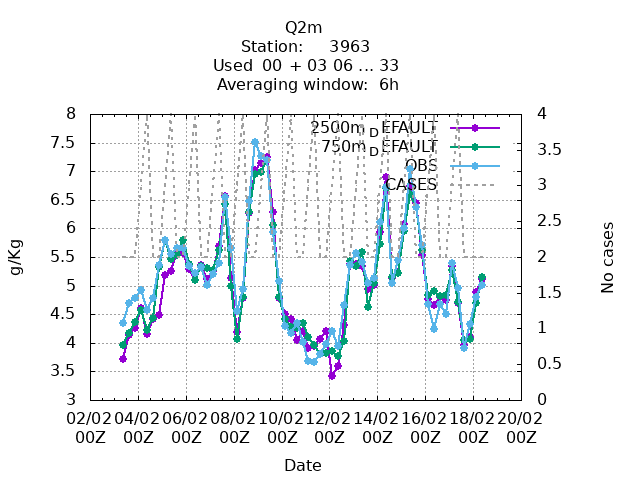 Q2m
Station: 3963
Used 00 + 03 06 ... 33
Averaging window: 6h
8
7.5
7
6.5
6
5.5
5
4.5
4
3.5
3
g/Kg
2500m_DEFAULT
750m_DEFAULT
OBS
CASES
4
3.5
3
2.5
2
1.5
1
0.5
0
No cases
02/02 04/02 06/02 08/02 10/02 12/02 14/02 16/02 18/02 20/02
00Z 00Z 00Z 00Z 00Z 00Z 00Z 00Z 00Z 00Z
Date